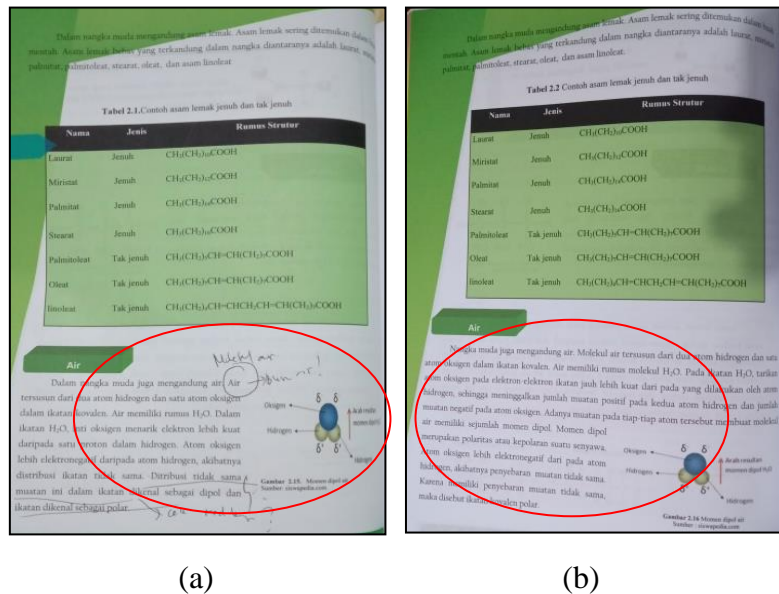 Dalam nangka muda mengandung asam lemak. Asam lemak sering ditemukan dalam
mentah. Asam lemak bebas yang terkandung dalam nangka diantaranya adalah laurat,
palmitat, palmitoleat, stearat, oleat, dan asam linoleat
Tabel 2.1.Contoh asam lemak jenuh dan tak jenuh
Nama Jenis Rumus Strutur
Laurat Jenuh CH₃(CH₂)₁₀COOH
Miristat Jenuh CH₃(CH₂)₁₂COOH
Palmitat Jenuh
Stearat Jenuh CH₃(CH₂)₁₆COOH
Palmitoleat Tak jenuh CH₃(CH₂)₅CH=CH(CH₂)₇COOH
Oleat Tak jenuh CH₃(CH₂)₇CH=CH(CH₂)₇COOH
linoleat Tak jenuh CH₃(CH₂)₄CH=CHCH₂CH=CH(CH₂)₇COOH
Air
air
Dalam nangka muda juga mengandung air. Air
tersusun dari dua atom hidrogen dan satu atom oksigen
dalam ikatan kovalen. Air memiliki rumus H₂O. Dalam
ikatan H₂O, inti oksigen menarik elektron lebih kuat
daripada satu proton dalam hidrogen. Atom oksigen
lebih elektronegatif daripada atom hidrogen, akibatnya
distribusi ikatan tidak sama. Ditribusi tidak sama
muatan ini dalam ikatan dikenal sebagai dipol dan
ikatan dikenal sebagai polar.
Oksigen
Hidrogen
δ δ
δ⁺ δ⁺
Arah resultan
momen dipol
Hidrogen
Gambar 2.15. Momen dipol air
Sumber: siswapedia.com
(a)
Dalam nangka muda mengandung asam lemak. Asam lemak sering ditemukan dalam
mentah. Asam lemak bebas yang terkandung dalam nangka diantaranya adalah laurat,
palmitat, palmitoleat, stearat, oleat, dan asam linoleat.
Tabel 2.2 Contoh asam lemak jenuh dan tak jenuh
Nama Jenis Rumus Strutur
Laurat Jenuh CH₃(CH₂)₁₀COOH
Miristat Jenuh CH₃(CH₂)₁₂COOH
Palmitat Jenuh CH₃(CH₂)₁₄COOH
Stearat Jenuh CH₃(CH₂)₁₆COOH
Palmitoleat Tak jenuh CH₃(CH₂)₅CH=CH(CH₂)₇COOH
Oleat Tak jenuh CH₃(CH₂)₇CH=CH(CH₂)₇COOH
linoleat Tak jenuh CH₃(CH₂)₄CH=CHCH₂CH=CH(CH₂)₇COOH
Air
Nangka muda juga mengandung air. Molekul air tersusun dari dua atom hidrogen dan satu
atom oksigen dalam ikatan kovalen. Air memiliki rumus molekul H₂O. Pada ikatan H₂O, tarikan
atom oksigen pada elektron-elektron ikatan jauh lebih kuat dari pada yang dilakukan oleh atom
hidrogen, sehingga meninggalkan jumlah muatan positif pada kedua atom hidrogen dan jumlah
muatan negatif pada atom oksigen. Adanya muatan pada tiap-tiap atom tersebut membuat molekul
air memiliki sejumlah momen dipol. Momen dipol
merupakan polaritas atau kepolaran suatu senyawa.
atom oksigen lebih elektronegatif dari pada atom
hidrogen, akibatnya penyebaran muatan tidak sama.
Karena memiliki penyebaran muatan tidak sama,
maka disebut ikatan kovalen polar.
Oksigen
Hidrogen
δ δ
δ⁺ δ⁺
Arah resultan
momen dipol H₂O
Hidrogen
Gambar 2.16 Momen dipol air
Sumber : siswapedia.com
(b)